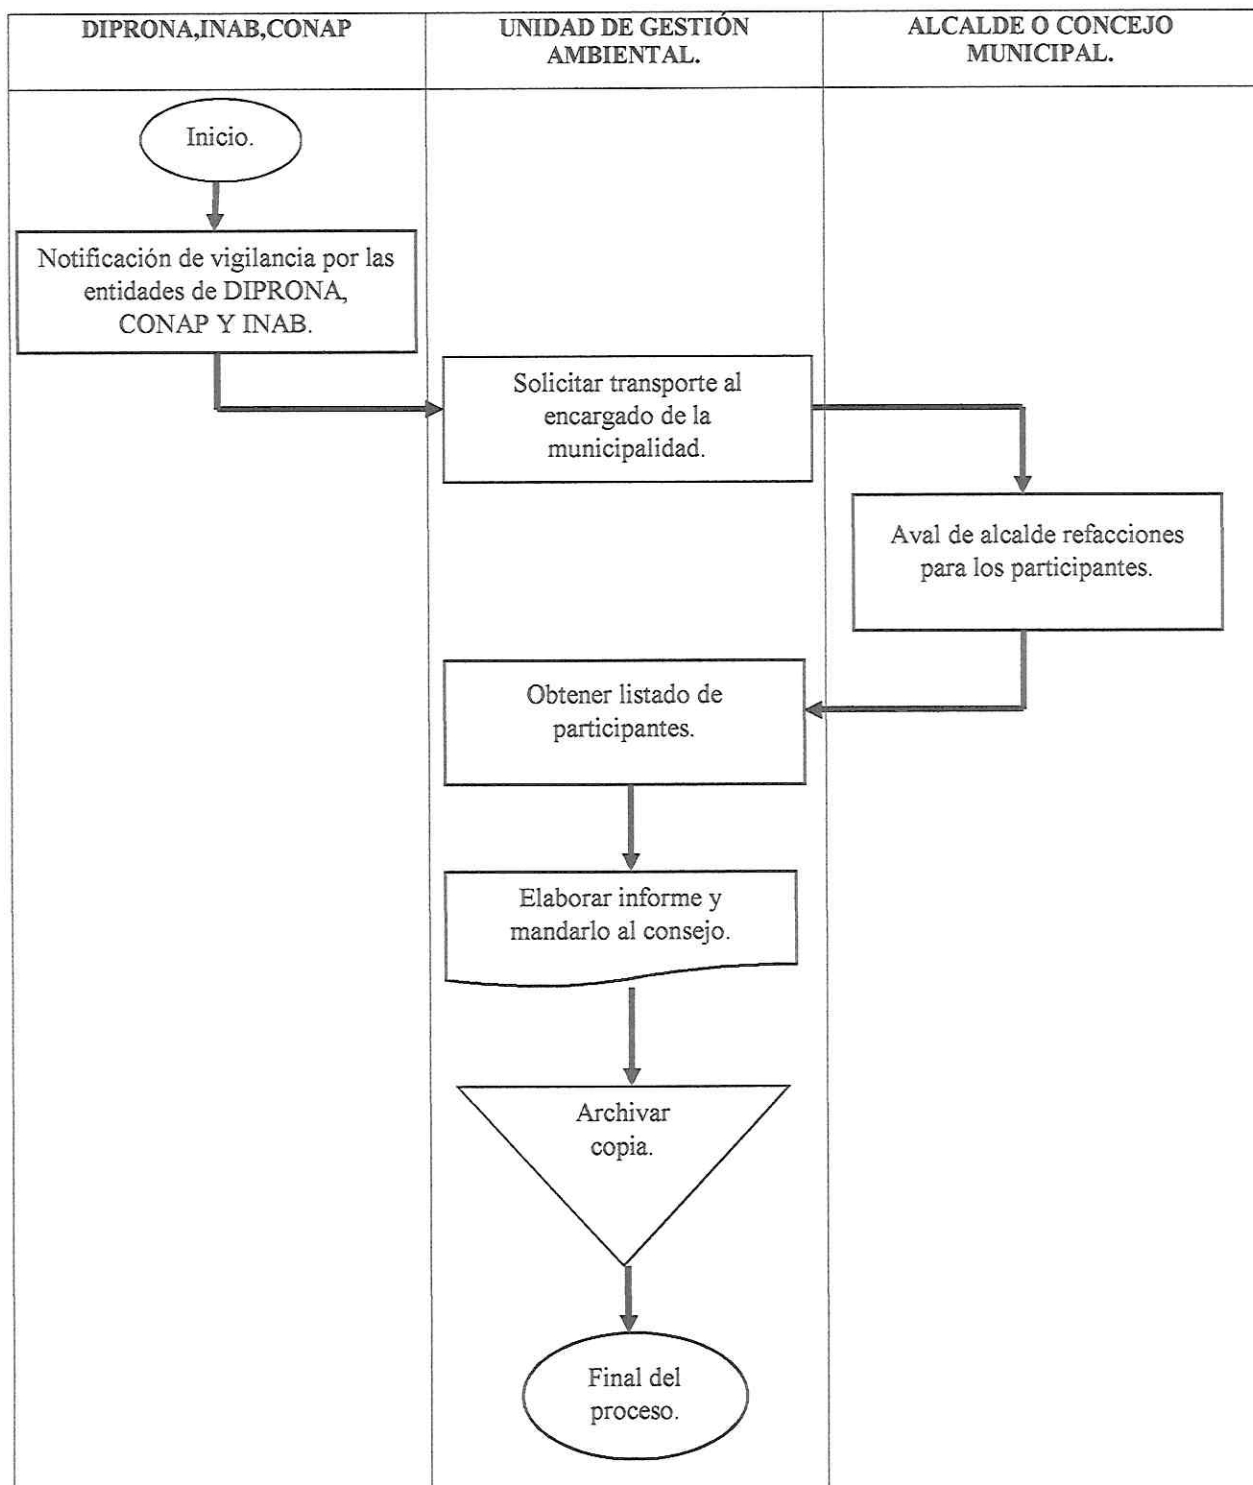 DIPRONA,INAB,CONAP
UNIDAD DE GESTIÓN
AMBIENTAL.
ALCALDE O CONCEJO
MUNICIPAL.
Inicio.
Notificación de vigilancia por las
entidades de DIPRONA,
CONAP Y INAB.
Solicitar transporte al
encargado de la
municipalidad.
Aval de alcalde refacciones
para los participantes.
Obtener listado de
participantes.
Elaborar informe y
mandarlo al consejo.
Archivar
copia.
Final del
proceso.